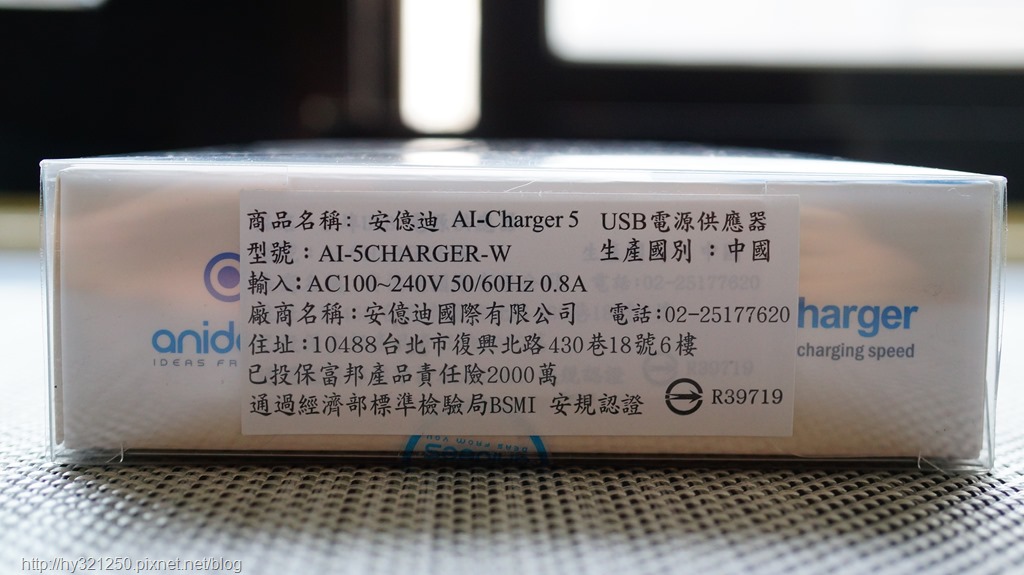 商品名稱: 安億迪 AI-Charger 5 USB電源供應器
型號: AI-5CHARGER-W 生產國別:中國
輸入: AC100~240V 50/60Hz 0.8A
廠商名稱:安億迪國際有限公司 電話:02-25177620
住址:10488台北市復興北路430巷18號6樓
已投保富邦產品責任險2000萬
通過經濟部標準檢驗局BSMI 安規認證 R39719
anide
IDEAS FR
harger
charging speed
http://hy321250.pixnet.net/blog